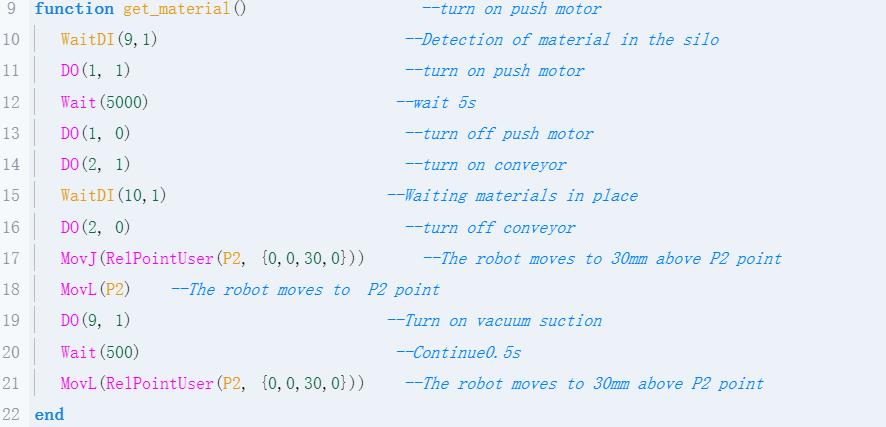 9 function get_material() --turn on push motor
10 WaitDI(9,1) --Detection of material in the silo
11 DO(1, 1) --turn on push motor
12 Wait(5000) --wait 5s
13 DO(1, 0) --turn off push motor
14 DO(2, 1) --turn on conveyor
15 WaitDI(10,1) --Waiting materials in place
16 DO(2, 0) --turn off conveyor
17 MovJ(RelPointUser(P2, {0,0,30,0})) --The robot moves to 30mm above P2 point
18 MovL(P2) --The robot moves to  P2 point
19 DO(9, 1) --Turn on vacuum suction
20 Wait(500) --Continue0.5s
21 MovL(RelPointUser(P2, {0,0,30,0})) --The robot moves to 30mm above P2 point
22 end